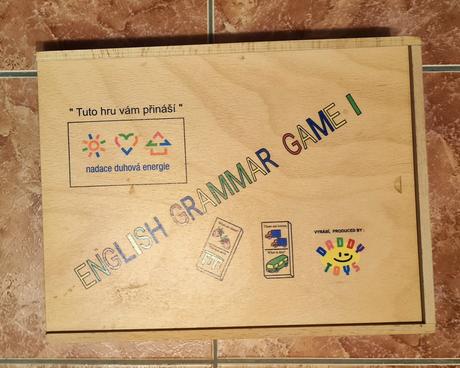 " Tuto hru vám přináší "
nadace duhová energie
ENGLISH GRAMMAR GAME I
VYRÁBÍ, PRODUCED BY :
DADDY
TOYS